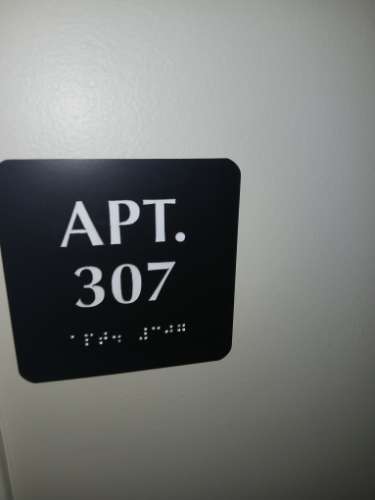 APT.
307
⠁⠏⠞⠲ ⠼⠉⠚⠛